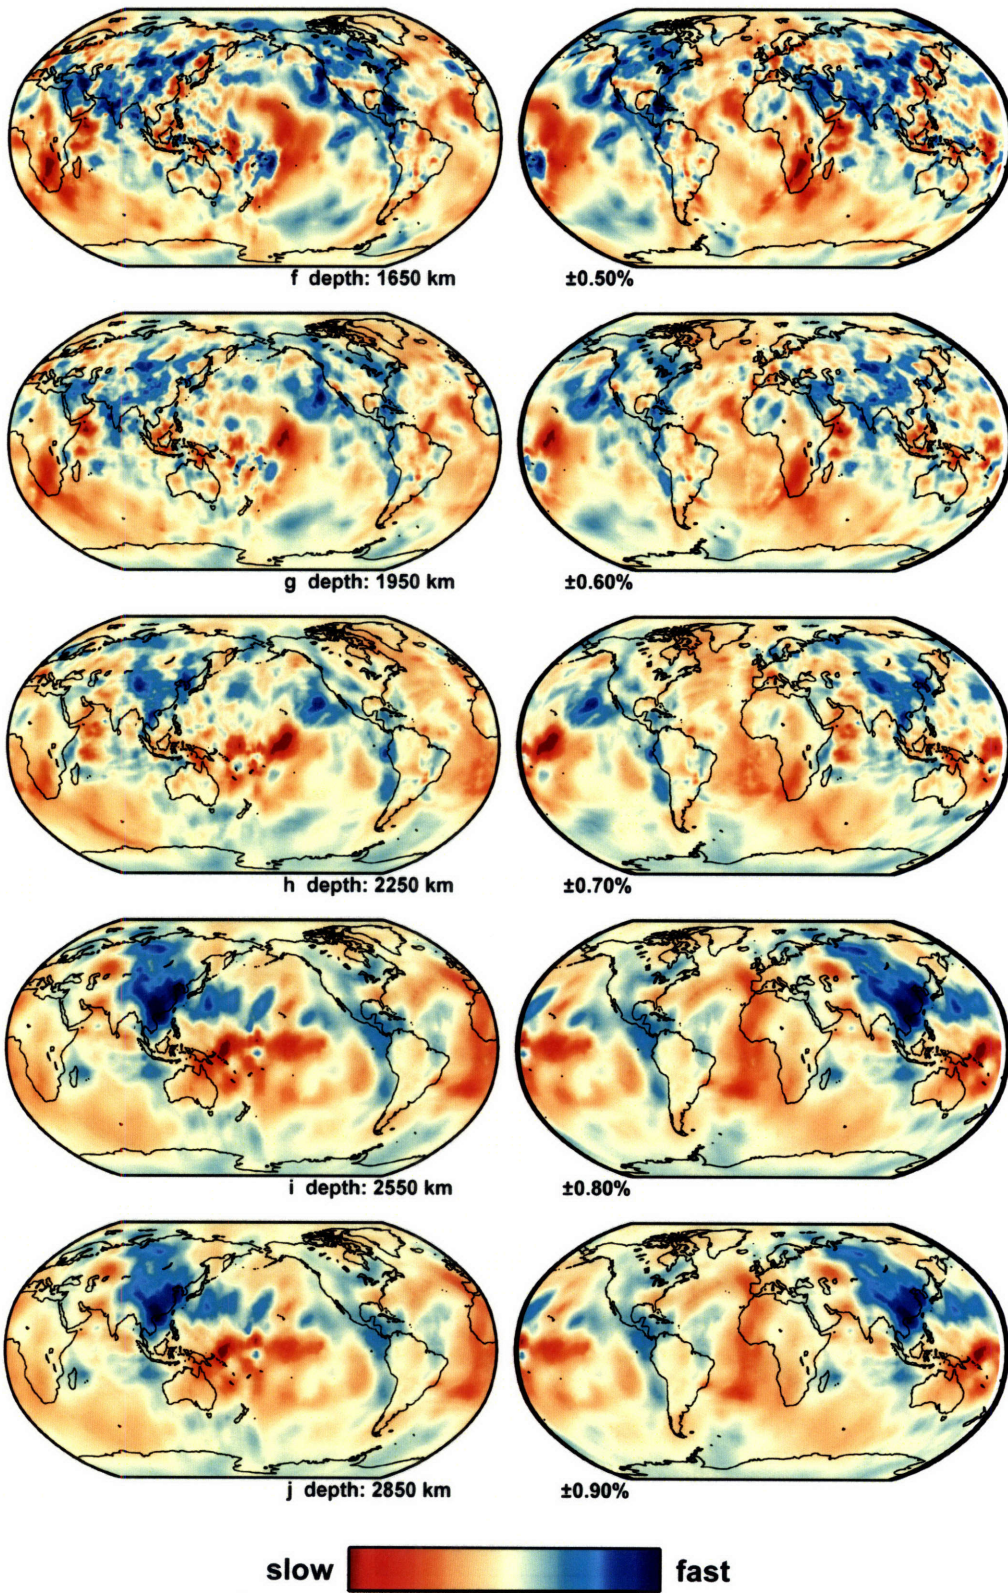 f depth: 1650 km ±0.50%
g depth: 1950 km ±0.60%
h depth: 2250 km ±0.70%
i depth: 2550 km ±0.80%
j depth: 2850 km ±0.90%
slow fast